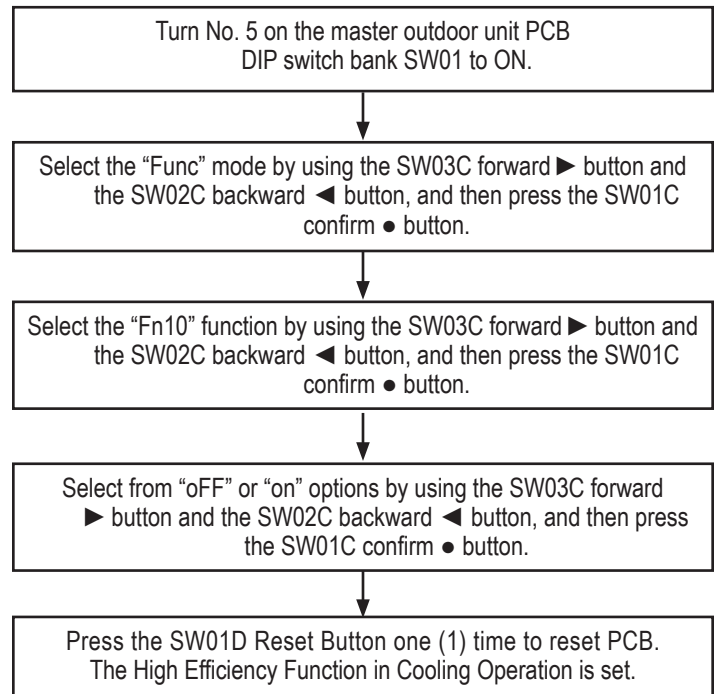 Turn No. 5 on the master outdoor unit PCB
DIP switch bank SW01 to ON.
Select the “Func” mode by using the SW03C forward ► button and
the SW02C backward ◄ button, and then press the SW01C
confirm ● button.
Select the “Fn10” function by using the SW03C forward ► button and
the SW02C backward ◄ button, and then press the SW01C
confirm ● button.
Select from “oFF” or “on” options by using the SW03C forward
► button and the SW02C backward ◄ button, and then press
the SW01C confirm ● button.
Press the SW01D Reset Button one (1) time to reset PCB.
The High Efficiency Function in Cooling Operation is set.